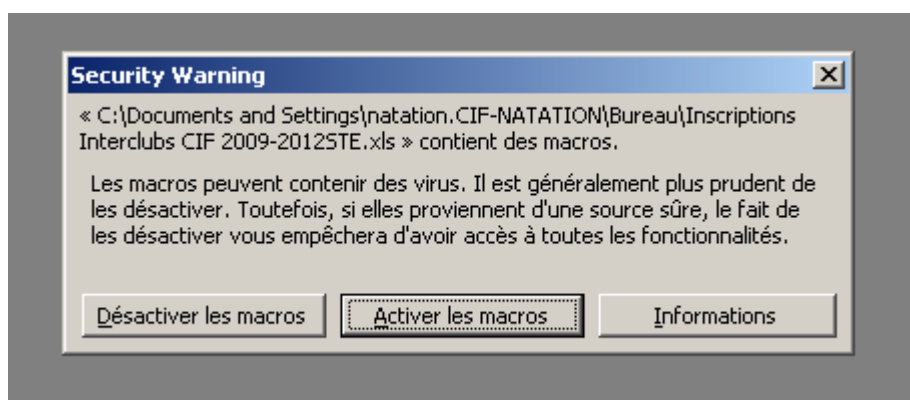 Security Warning
« C:\Documents and Settings\natation.CIF-NATATION\Bureau\Inscriptions
Interclubs CIF 2009-2012STE.xls » contient des macros.
Les macros peuvent contenir des virus. Il est généralement plus prudent de
les désactiver. Toutefois, si elles proviennent d'une source sûre, le fait de
les désactiver vous empêchera d'avoir accès à toutes les fonctionnalités.
Désactiver les macros
Activer les macros
Informations